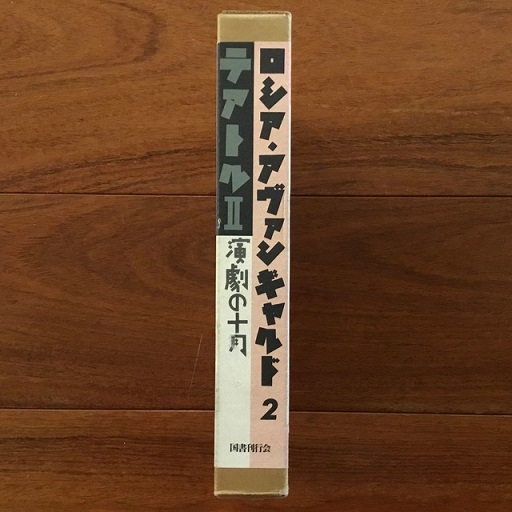 ロシア・アヴァンギャルド 2
テアトルII
演劇の十月
国書刊行会